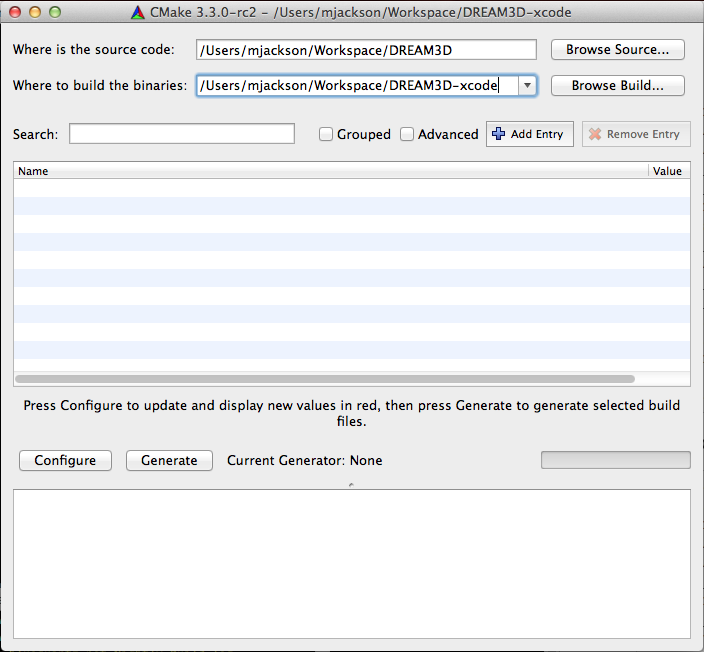 CMake 3.3.0-rc2 - /Users/mjackson/Workspace/DREAM3D-xcode
Where is the source code: /Users/mjackson/Workspace/DREAM3D Browse Source...
Where to build the binaries: /Users/mjackson/Workspace/DREAM3D-xcode Browse Build...
Search: Grouped Advanced Add Entry Remove Entry
Name Value
Press Configure to update and display new values in red, then press Generate to generate selected build
files.
Configure Generate Current Generator: None